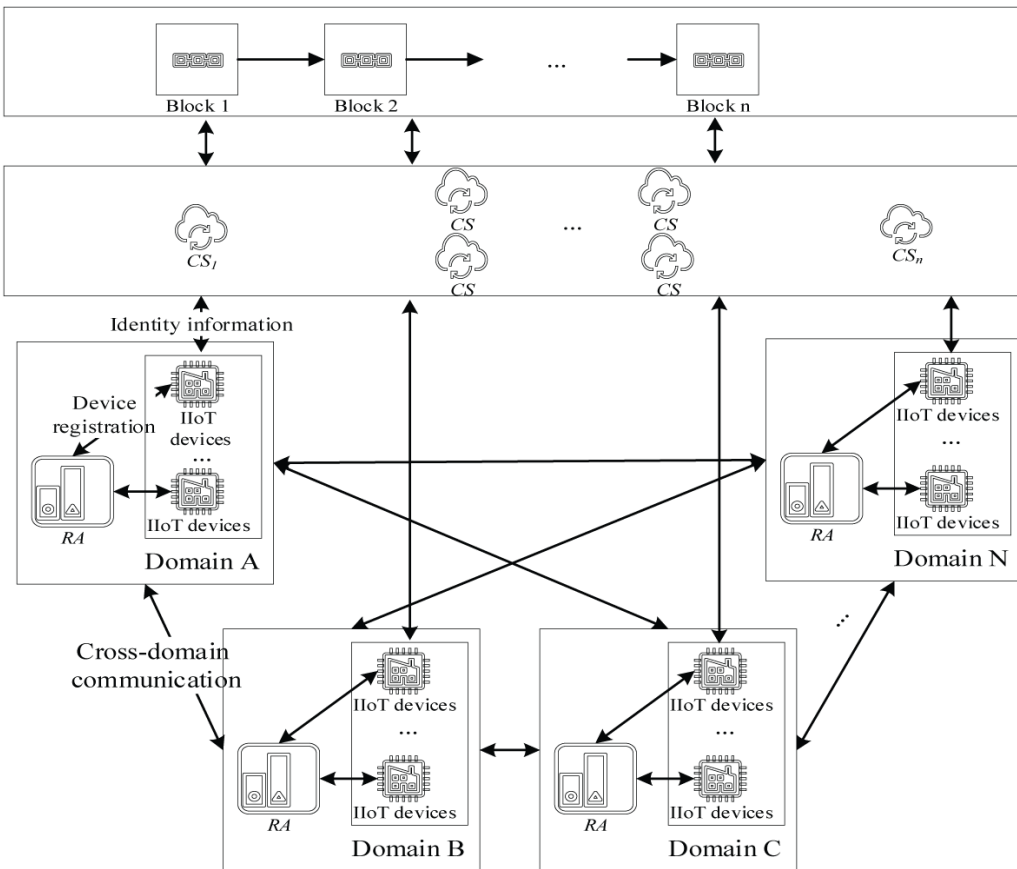 Block 1
Block 2
...
Block n
CS₁
CS
CS
...
CS
CS
CSₙ
Identity information
Device
registration
IIoT
devices
...
IIoT devices
RA
Domain A
IIoT devices
...
IIoT devices
RA
Domain N
Cross-domain
communication
...
IIoT devices
...
IIoT devices
RA
Domain B
IIoT devices
...
IIoT devices
RA
Domain C